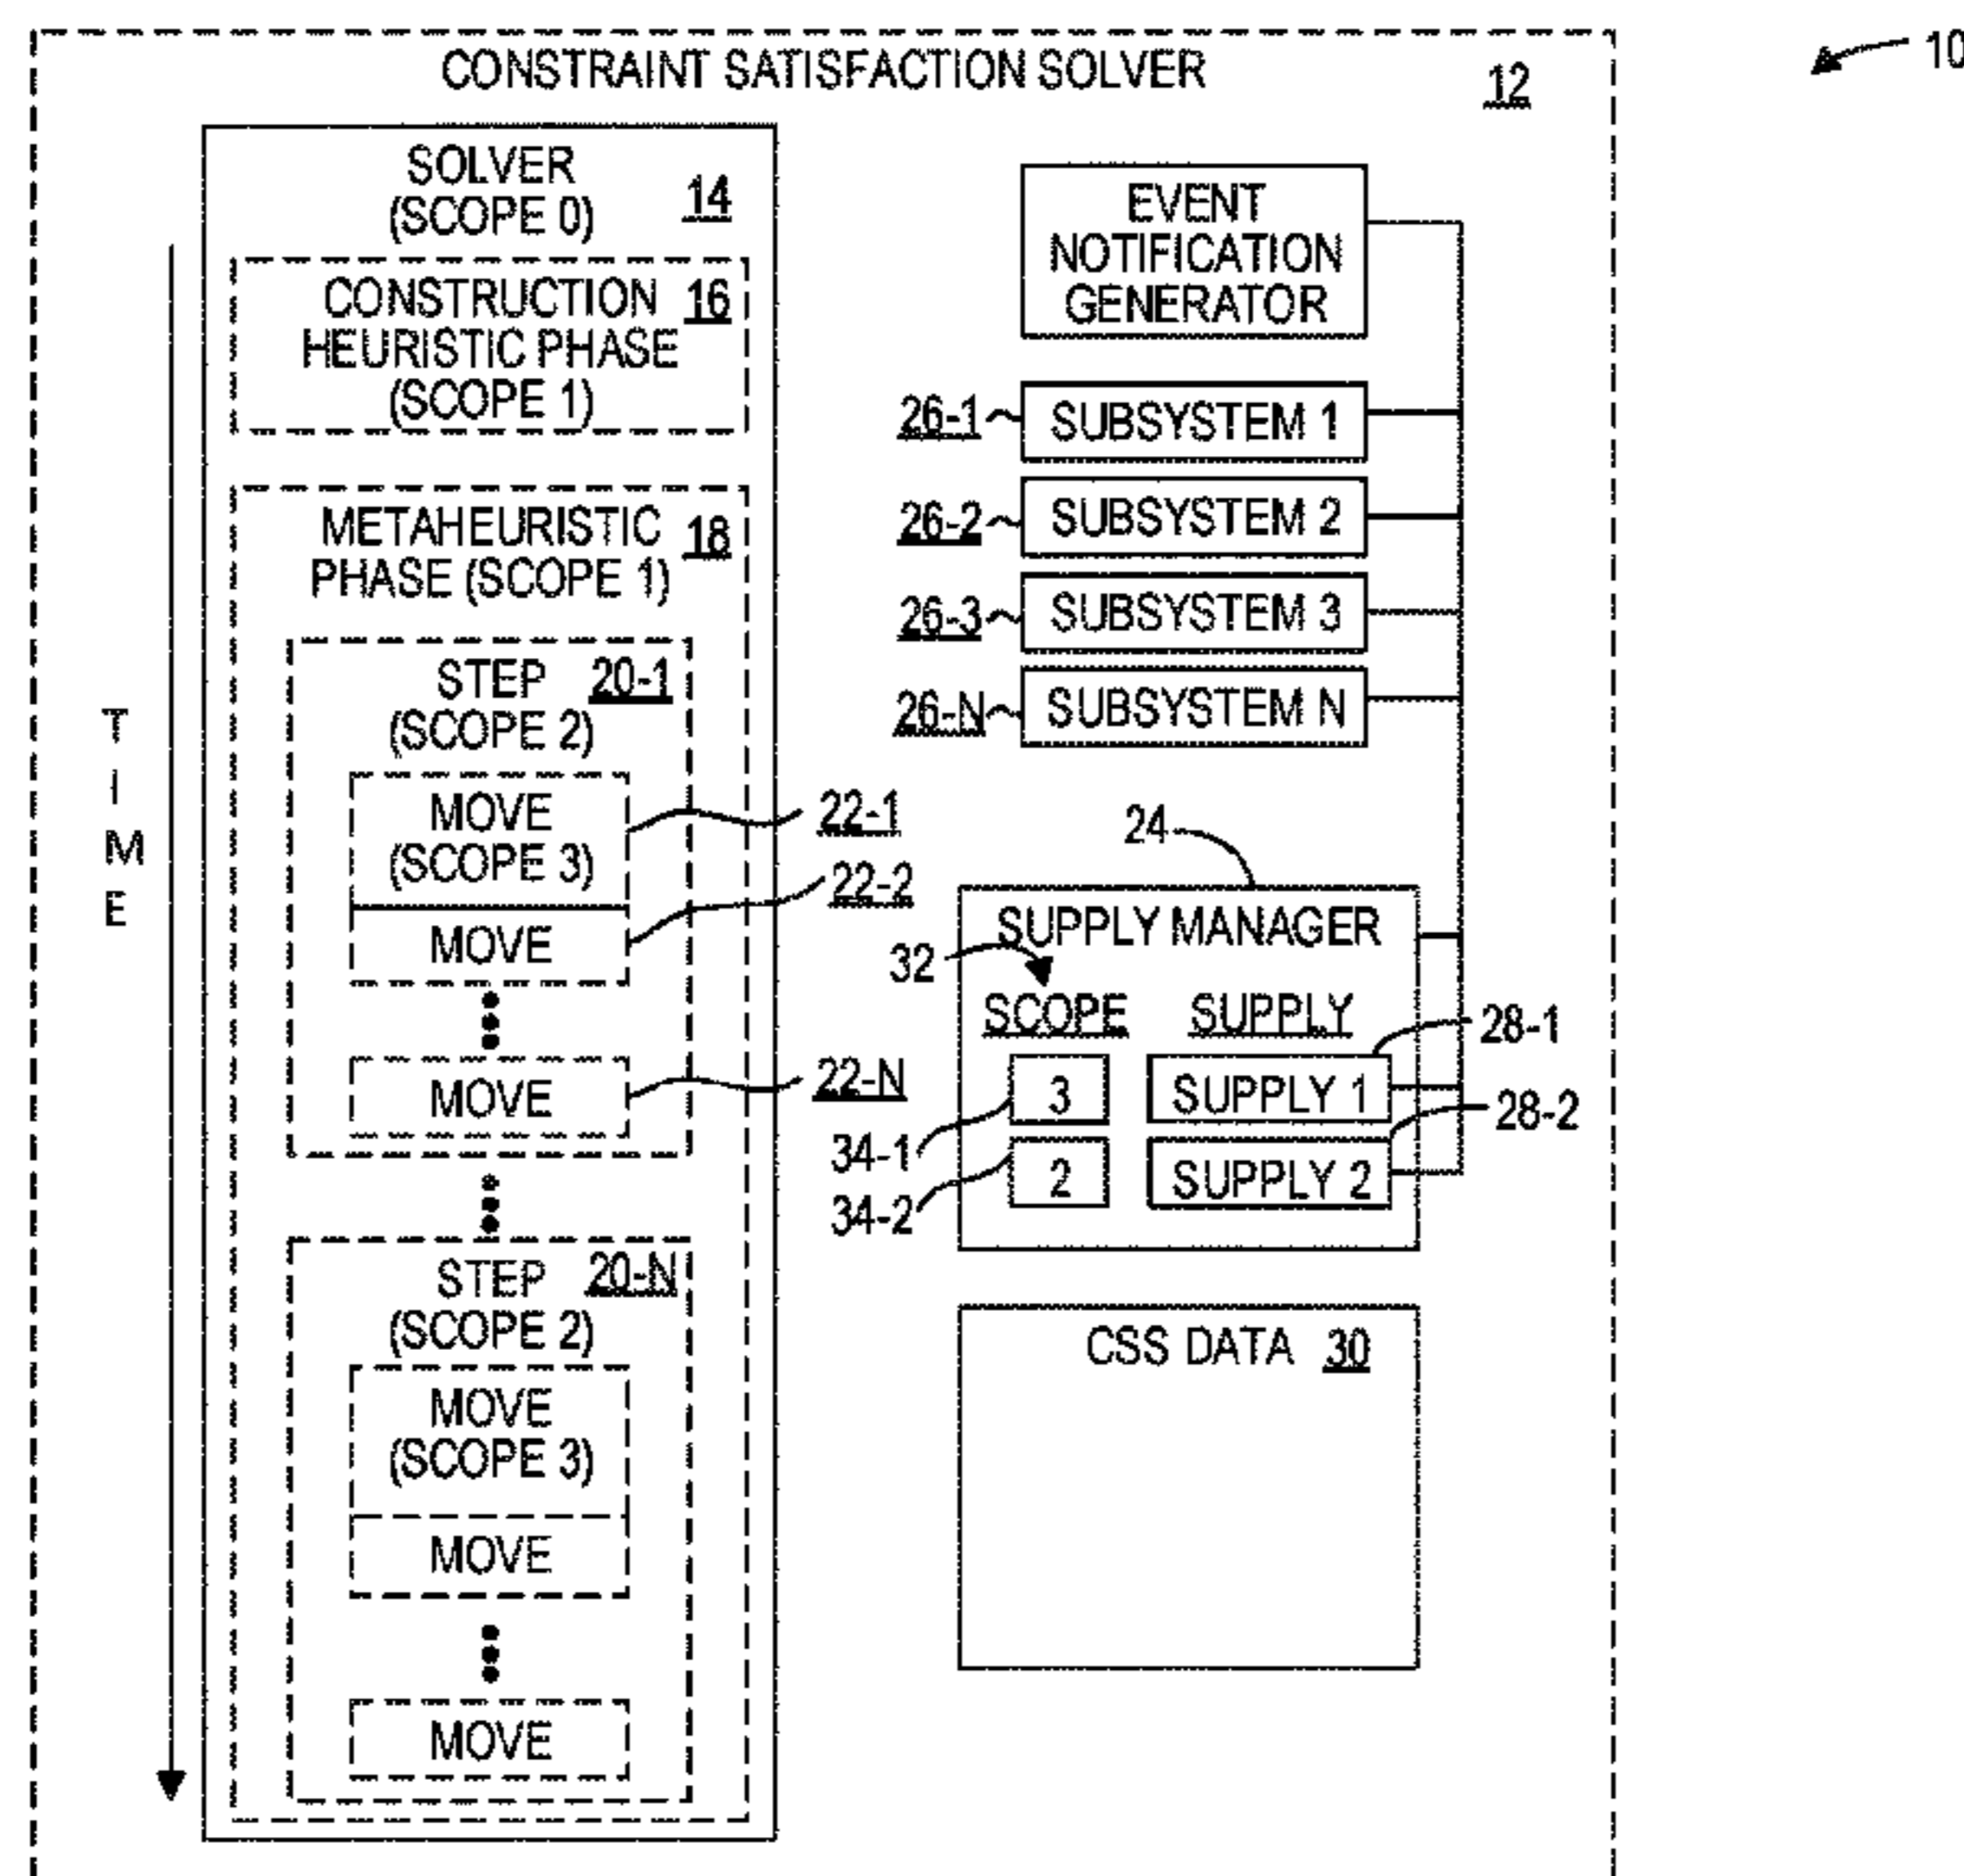 CONSTRAINT SATISFACTION SOLVER
12
10
SOLVER
(SCOPE 0)
14
CONSTRUCTION
HEURISTIC PHASE
(SCOPE 1)
16
METAHEURISTIC
PHASE (SCOPE 1)
18
STEP
(SCOPE 2)
20-1
MOVE
(SCOPE 3)
22-1
MOVE
22-2
MOVE
22-N
STEP
(SCOPE 2)
20-N
MOVE
(SCOPE 3)
MOVE
MOVE
TIME
EVENT
NOTIFICATION
GENERATOR
26-1 SUBSYSTEM 1
26-2 SUBSYSTEM 2
26-3 SUBSYSTEM 3
26-N SUBSYSTEM N
24
SUPPLY MANAGER
32
SCOPE SUPPLY
28-1
3 SUPPLY 1
34-1
28-2
2 SUPPLY 2
34-2
CSS DATA 30